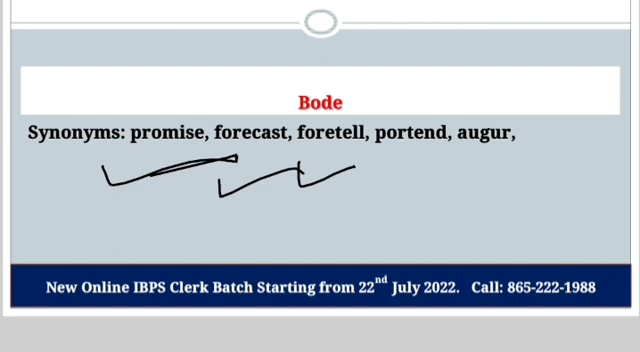 Bode
Synonyms: promise, forecast, foretell, portend, augur,
New Online IBPS Clerk Batch Starting from 22nd July 2022. Call: 865-222-1988